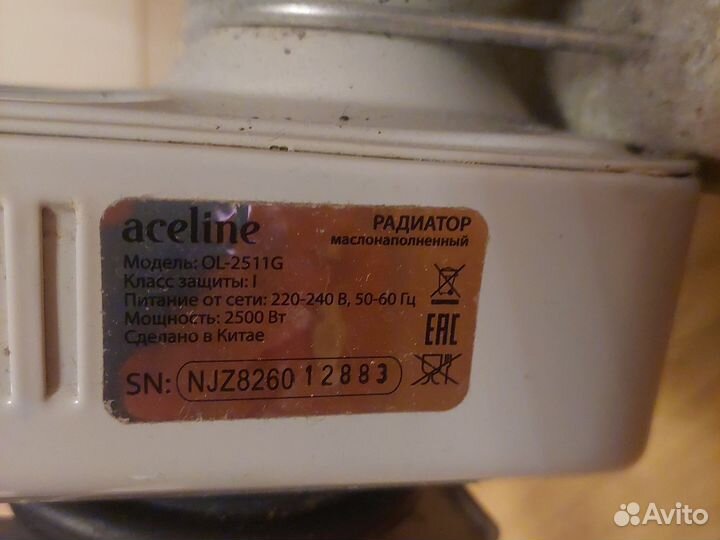 aceline
РАДИАТОР
маслонаполненный
Модель: OL-2511G
Класс защиты: I
Питание от сети: 220-240 В, 50-60 Гц
Мощность: 2500 Вт
Сделано в Китае
EAC
SN: NJZ8260 12883
Avito